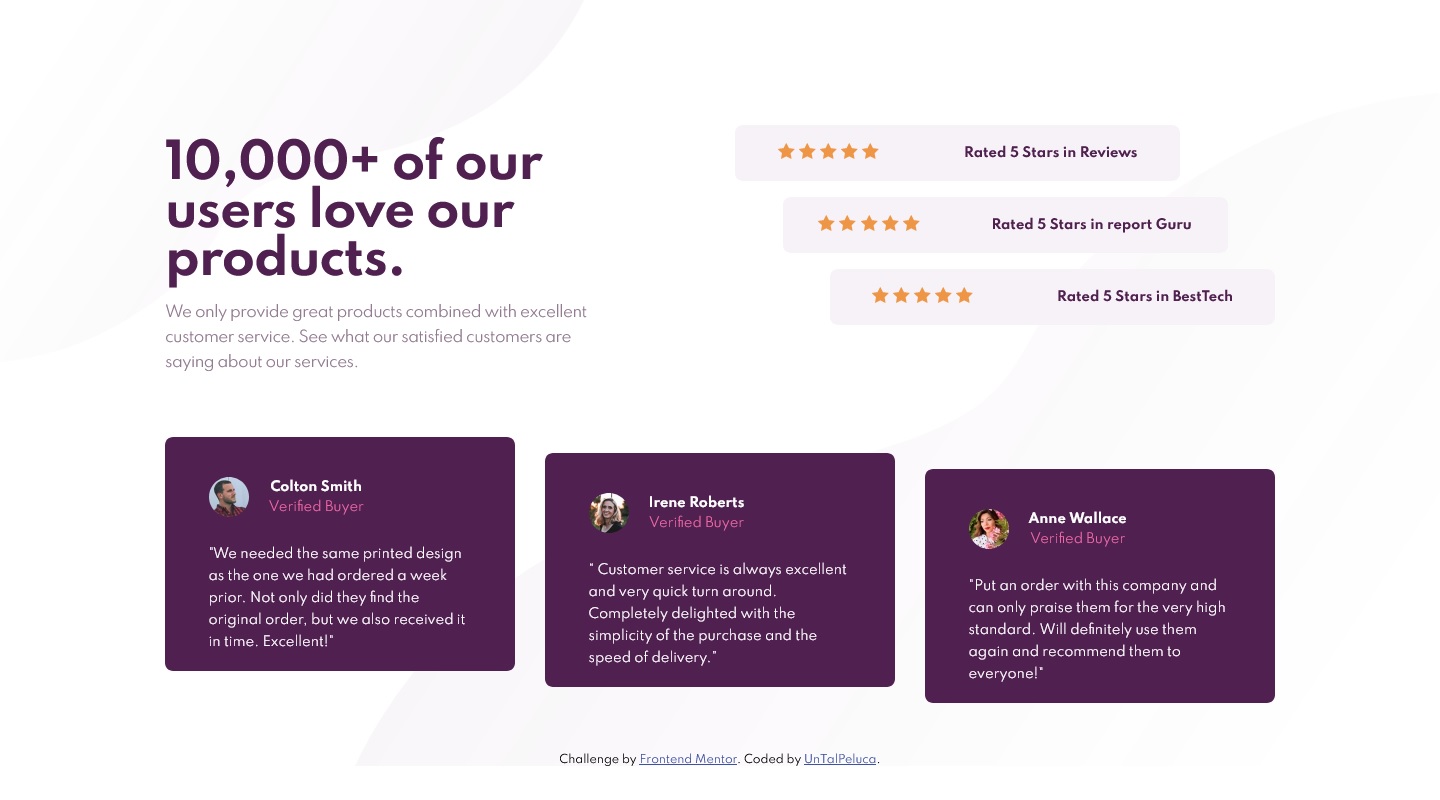 10,000+ of our
users love our
products.
We only provide great products combined with excellent
customer service. See what our satisfied customers are
saying about our services.
Rated 5 Stars in Reviews
Rated 5 Stars in report Guru
Rated 5 Stars in BestTech
Colton Smith
Verified Buyer
"We needed the same printed design
as the one we had ordered a week
prior. Not only did they find the
original order, but we also received it
in time. Excellent!"
Irene Roberts
Verified Buyer
" Customer service is always excellent
and very quick turn around.
Completely delighted with the
simplicity of the purchase and the
speed of delivery."
Anne Wallace
Verified Buyer
"Put an order with this company and
can only praise them for the very high
standard. Will definitely use them
again and recommend them to
everyone!"
Challenge by Frontend Mentor. Coded by UnTalPeluca.